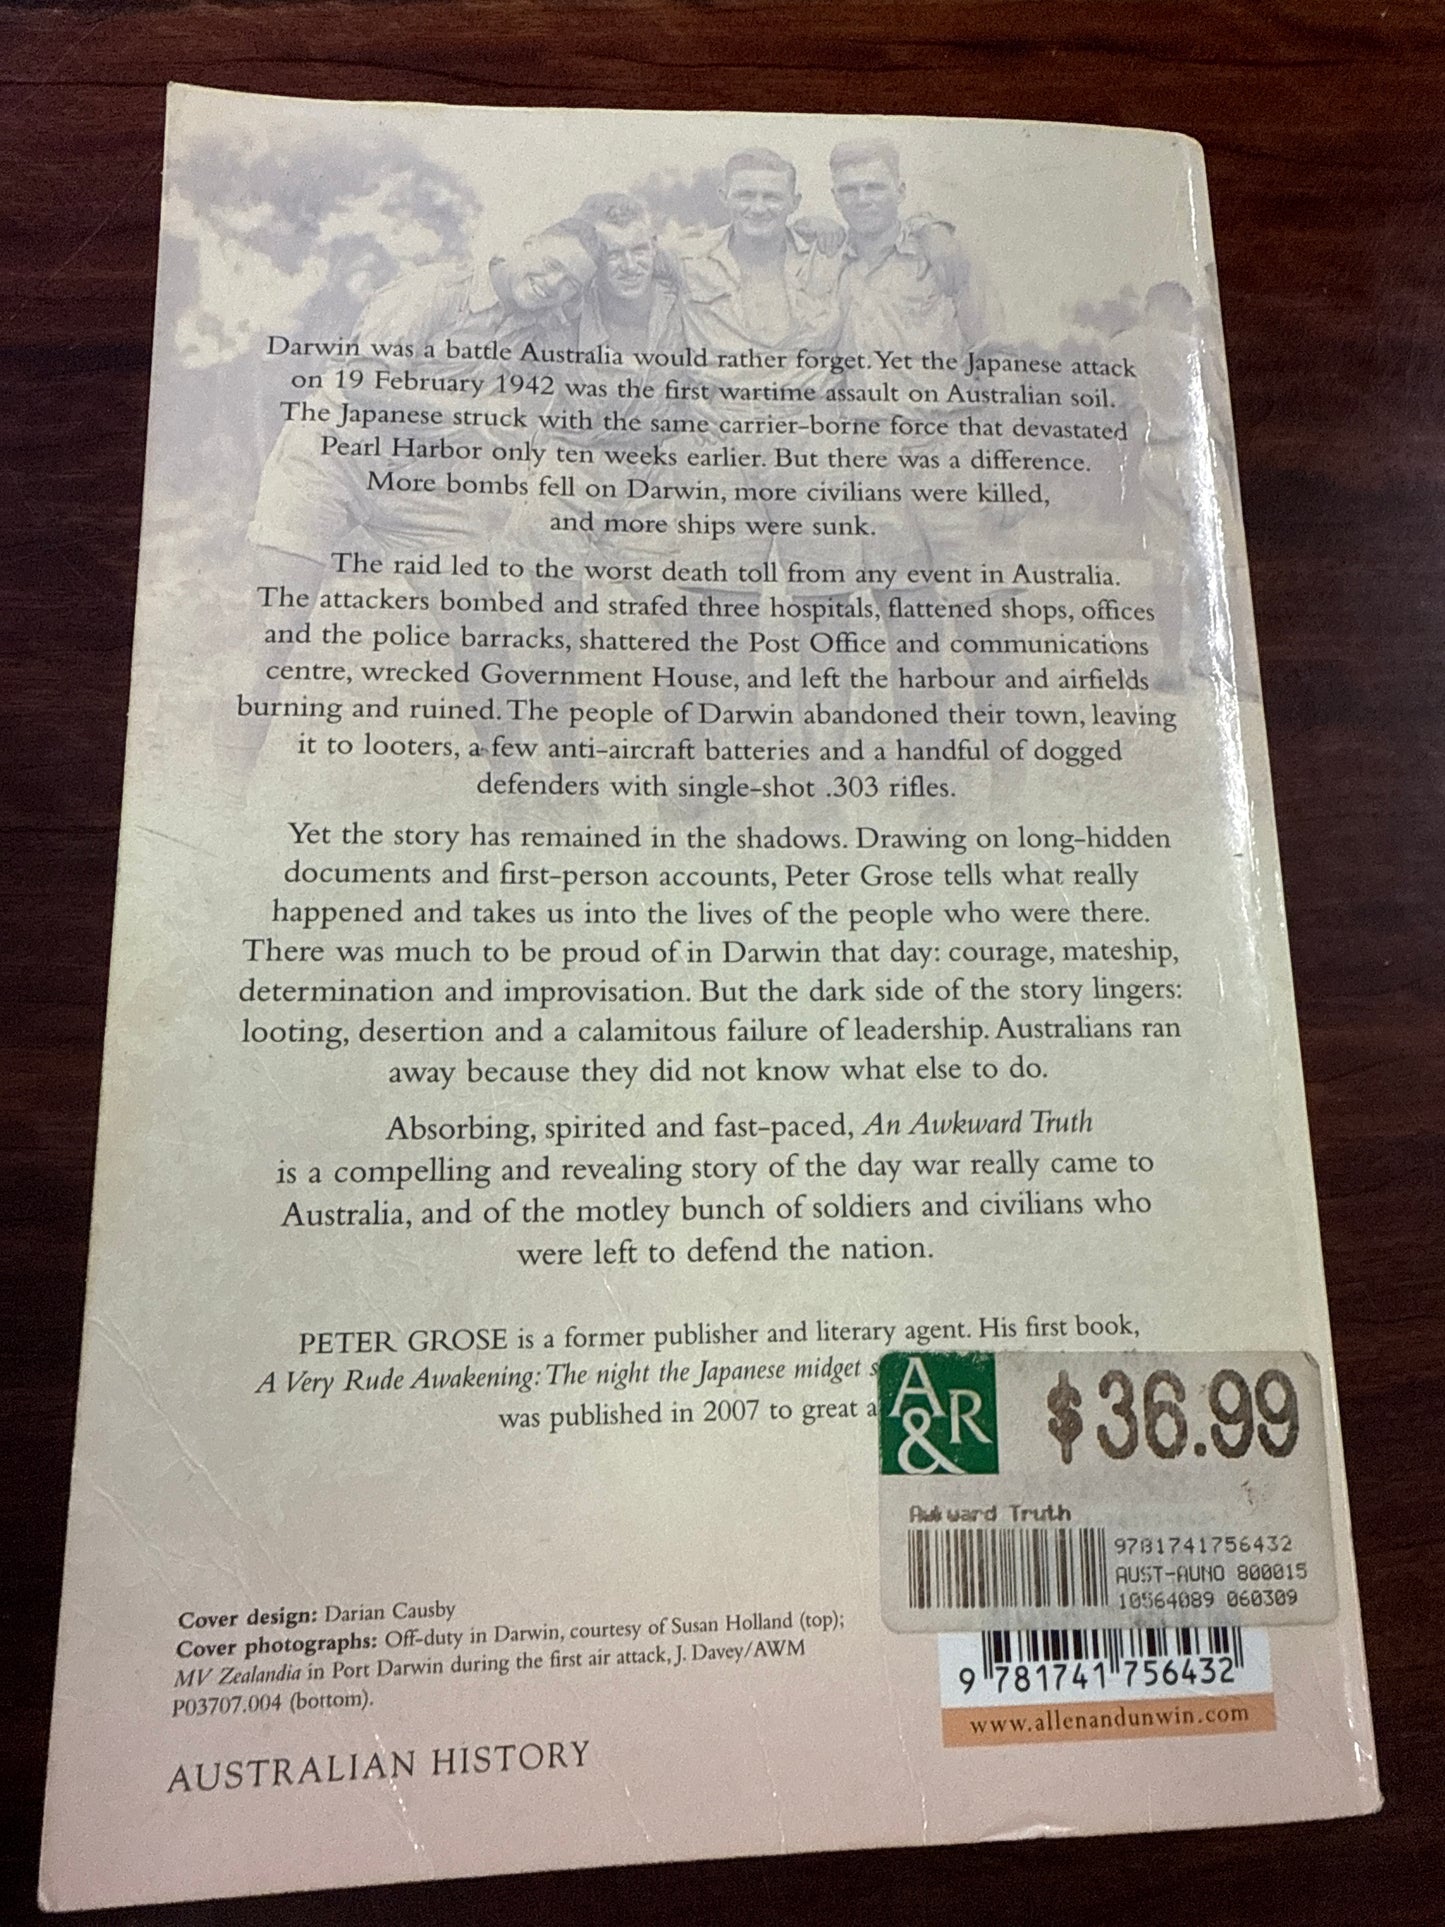 Darwin was a battle Australia would rather forget. Yet the Japanese attack
on 19 February 1942 was the first wartime assault on Australian soil.
The Japanese struck with the same carrier-borne force that devastated
Pearl Harbor only ten weeks earlier. But there was a difference.
More bombs fell on Darwin, more civilians were killed,
and more ships were sunk.
The raid led to the worst death toll from any event in Australia.
The attackers bombed and strafed three hospitals, flattened shops, offices
and the police barracks, shattered the Post Office and communications
centre, wrecked Government House, and left the harbour and airfields
burning and ruined. The people of Darwin abandoned their town, leaving
it to looters, a few anti-aircraft batteries and a handful of dogged
defenders with single-shot .303 rifles.
Yet the story has remained in the shadows. Drawing on long-hidden
documents and first-person accounts, Peter Grose tells what really
happened and takes us into the lives of the people who were there.
There was much to be proud of in Darwin that day: courage, mateship,
determination and improvisation. But the dark side of the story lingers:
looting, desertion and a calamitous failure of leadership. Australians ran
away because they did not know what else to do.
Absorbing, spirited and fast-paced, An Awkward Truth
is a compelling and revealing story of the day war really came to
Australia, and of the motley bunch of soldiers and civilians who
were left to defend the nation.
PETER GROSE is a former publisher and literary agent. His first book,
A Very Rude Awakening: The night the Japanese midget
was published in 2007 to great
A&R $36.99
Awkward Truth
9781741756432
AUST-AUNO 800015
10564089 060309
Cover design: Darian Causby
Cover photographs: Off-duty in Darwin, courtesy of Susan Holland (top);
MV Zealandia in Port Darwin during the first air attack, J. Davey/AWM
P03707.004 (bottom).
9 781741 756432
www.allenandunwin.com
AUSTRALIAN HISTORY